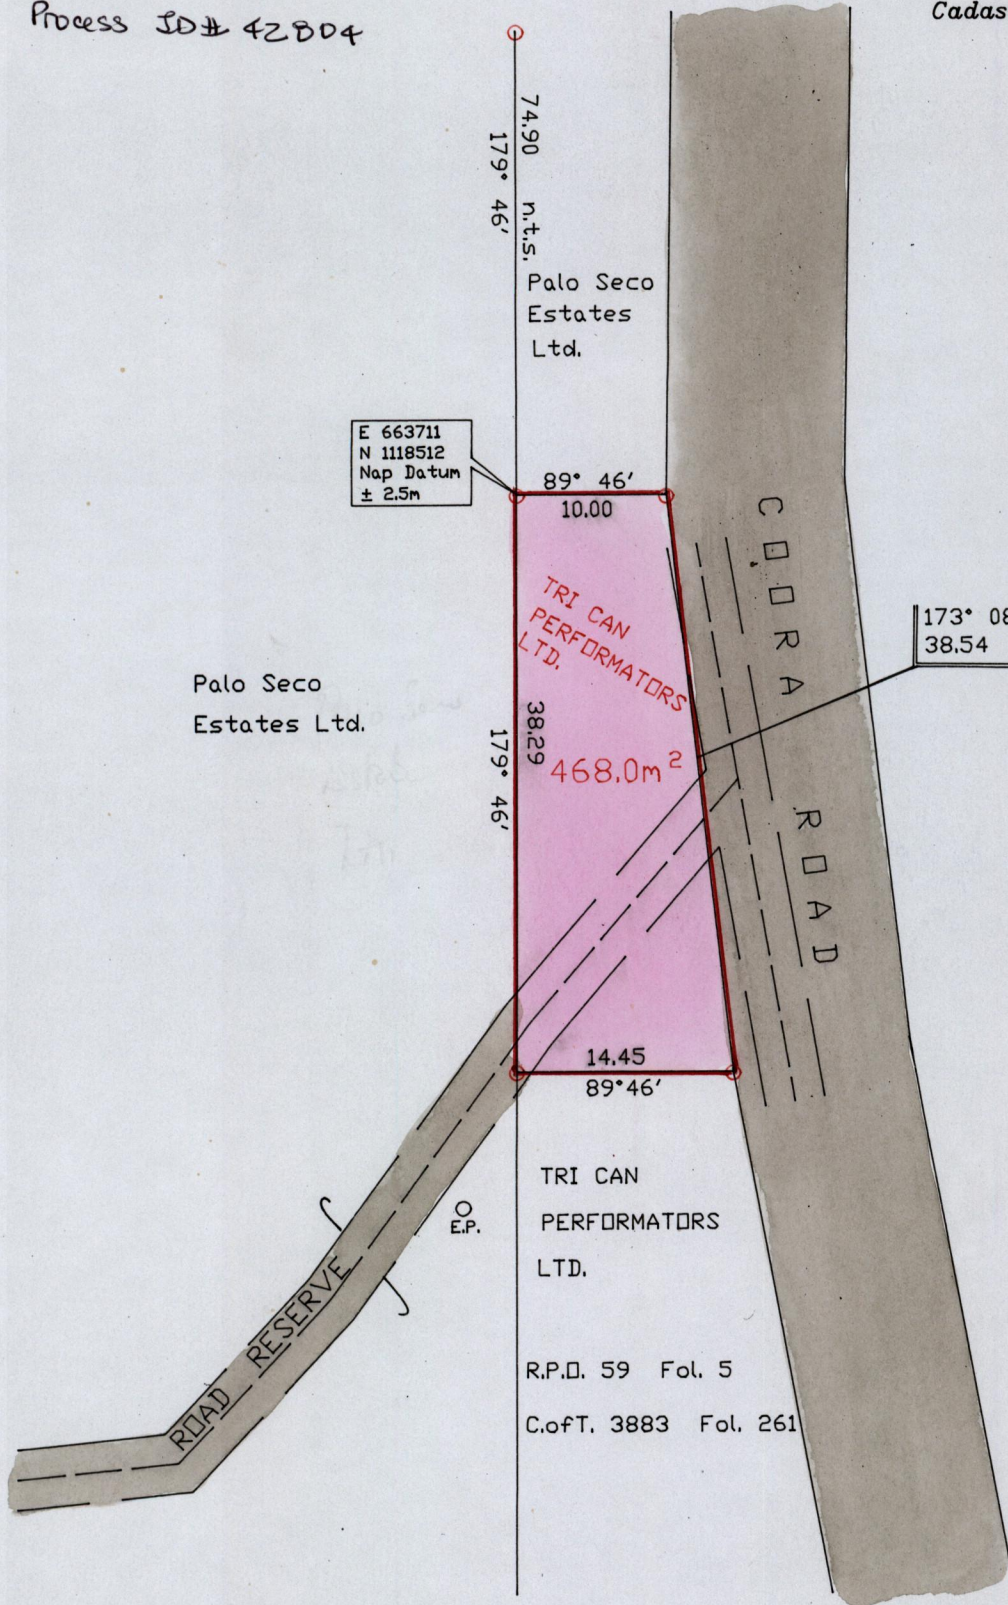 Process ID# 42804
Cadas
74.90 n.t.s.
179° 46'
Palo Seco
Estates
Ltd.
E 663711
N 1118512
Nap Datum
± 2.5m
89° 46'
10.00
COORA ROAD
TRI CAN
PERFORMATORS
LTD.
173° 08
38.54
Palo Seco
Estates Ltd.
38.29
179° 46'
468.0m²
14.45
89°46'
TRI CAN
PERFORMATORS
LTD.
E.P.
ROAD RESERVE
R.P.O. 59 Fol. 5
C.ofT. 3883 Fol. 261